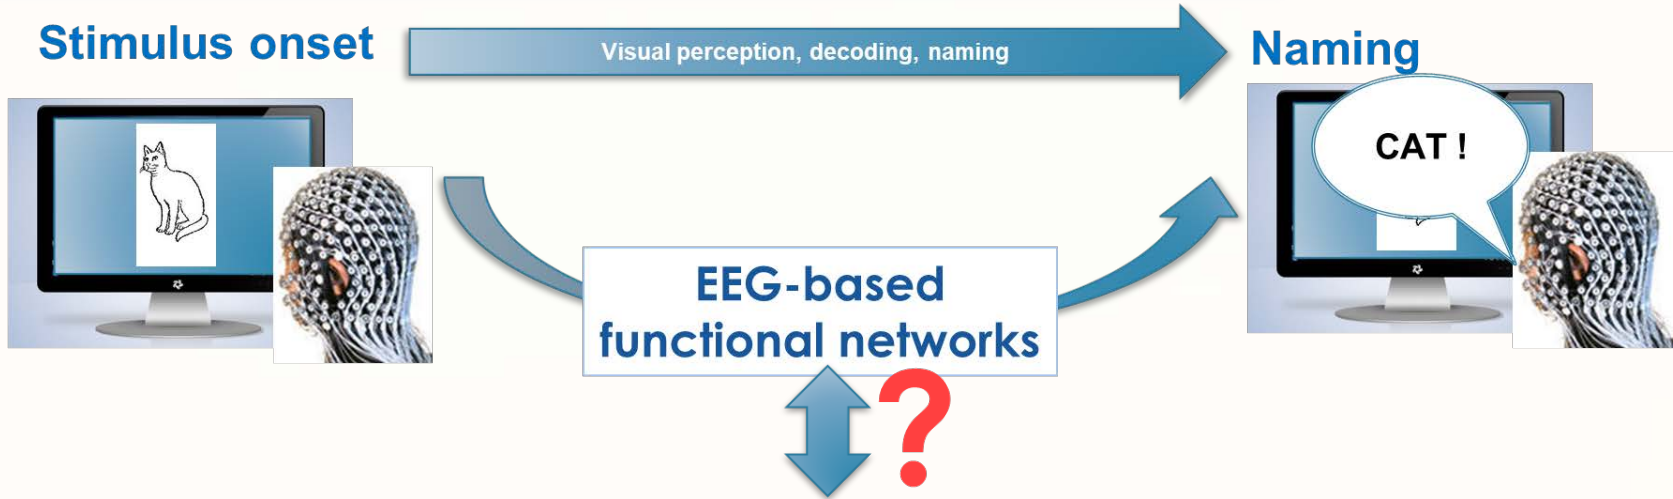 Stimulus onset
Visual perception, decoding, naming
Naming
CAT !
EEG-based
functional networks
?